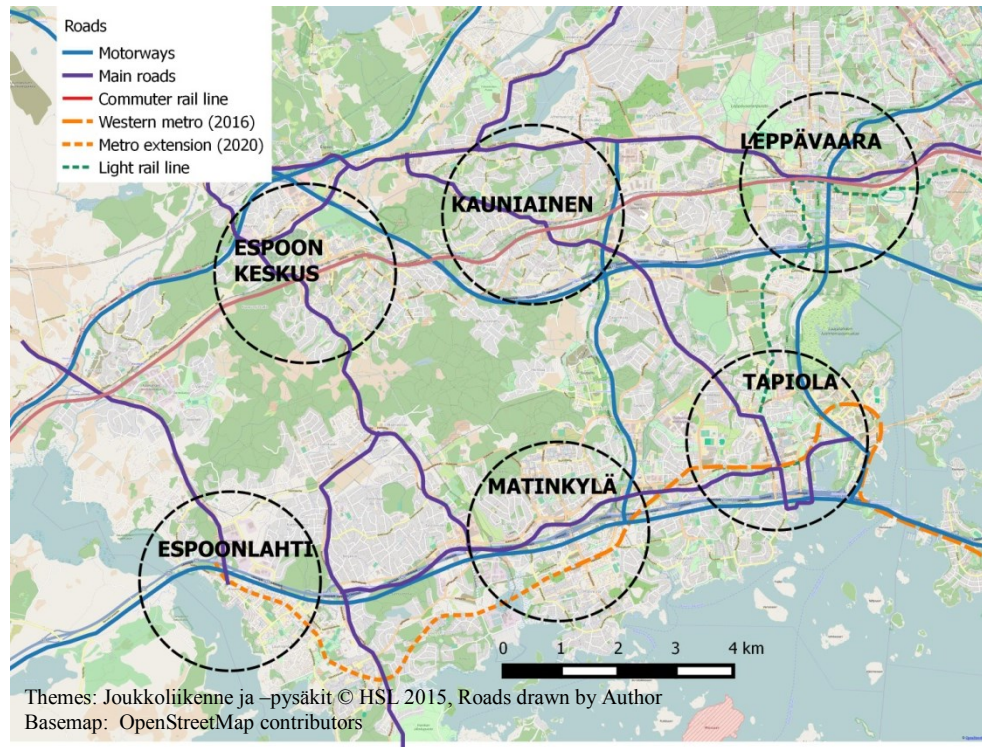 Roads
Motorways
Main roads
Commuter rail line
Western metro (2016)
Metro extension (2020)
Light rail line
LEPPÄVAARA
KAUNIAINEN
ESPOON
KESKUS
TAPIOLA
MATINKYLÄ
ESPOONLAHTI
0 1 2 3 4 km
Themes: Joukkoliikenne ja –pysäkit © HSL 2015, Roads drawn by Author
Basemap: OpenStreetMap contributors